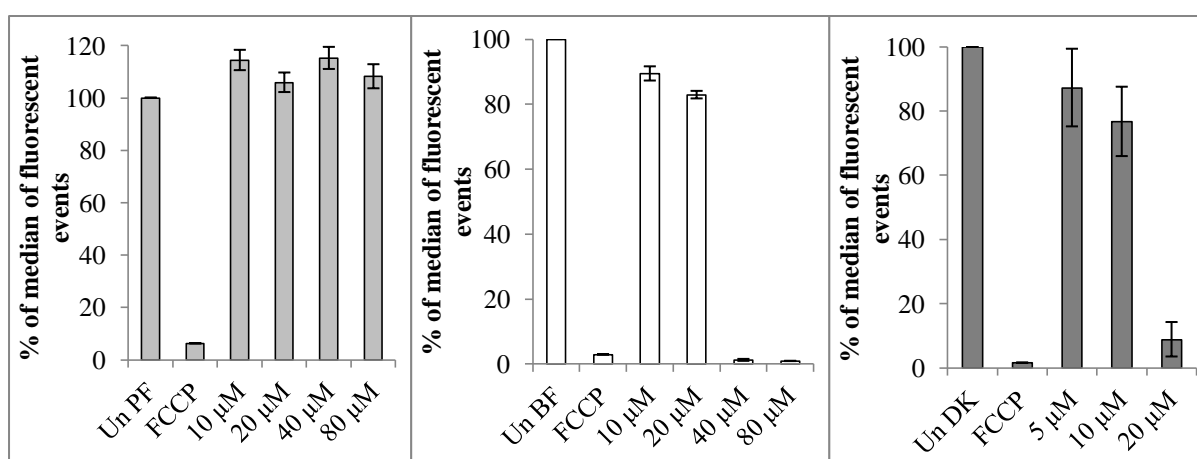 % of median of fluorescent
events
120
100
80
60
40
20
0
Un PF
FCCP
10 µM
20 µM
40 µM
80 µM
% of median of fluorescent
events
100
80
60
40
20
0
Un BF
FCCP
10 µM
20 µM
40 µM
80 µM
% of median of fluorescent
events
100
80
60
40
20
0
Un DK
FCCP
5 µM
10 µM
20 µM